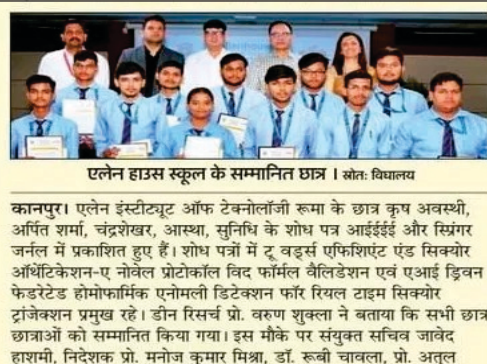 एलेन हाउस स्कूल के सम्मानित छात्र । स्रोत: विद्यालय
कानपुर। एलेन इंस्टीट्यूट ऑफ टेक्नोलॉजी रूमा के छात्र कृष अवस्थी,
अर्पित शर्मा, चंद्रशेखर, आस्था, सुनिधि के शोध पत्र आईईईई और स्प्रिंगर
जर्नल में प्रकाशित हुए हैं। शोध पत्रों में टू वर्ड्स एफिशिएंट एंड सिक्योर
ऑथेंटिकेशन-ए नोवेल प्रोटोकॉल विद फॉर्मल वैलिडेशन एवं एआई ड्रिवन
फेडरेटेड होमोफार्मिक एनोमली डिटेक्शन फॉर रियल टाइम सिक्योर
ट्रांजेक्शन प्रमुख रहे। डीन रिसर्च प्रो. वरुण शुक्ला ने बताया कि सभी छात्र
छात्राओं को सम्मानित किया गया। इस मौके पर संयुक्त सचिव जावेद
हाशमी, निदेशक प्रो. मनोज कुमार मिश्रा, डॉ. रूबी चावला, प्रो. अतुल